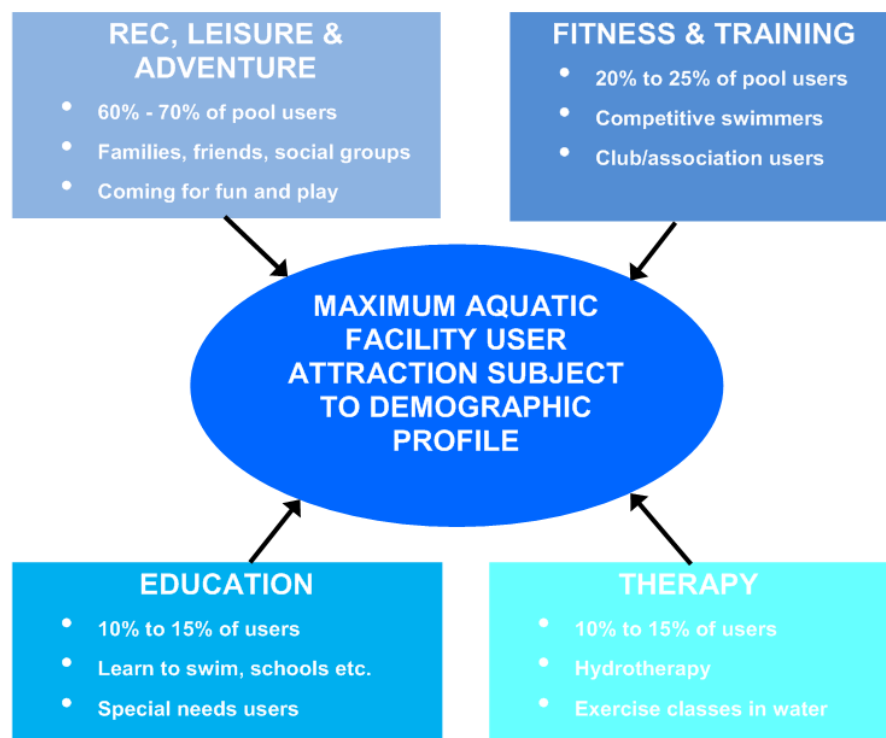 REC, LEISURE &
ADVENTURE
• 60% - 70% of pool users
• Families, friends, social groups
• Coming for fun and play
FITNESS & TRAINING
• 20% to 25% of pool users
• Competitive swimmers
• Club/association users
MAXIMUM AQUATIC
FACILITY USER
ATTRACTION SUBJECT
TO DEMOGRAPHIC
PROFILE
EDUCATION
• 10% to 15% of users
• Learn to swim, schools etc.
• Special needs users
THERAPY
• 10% to 15% of users
• Hydrotherapy
• Exercise classes in water